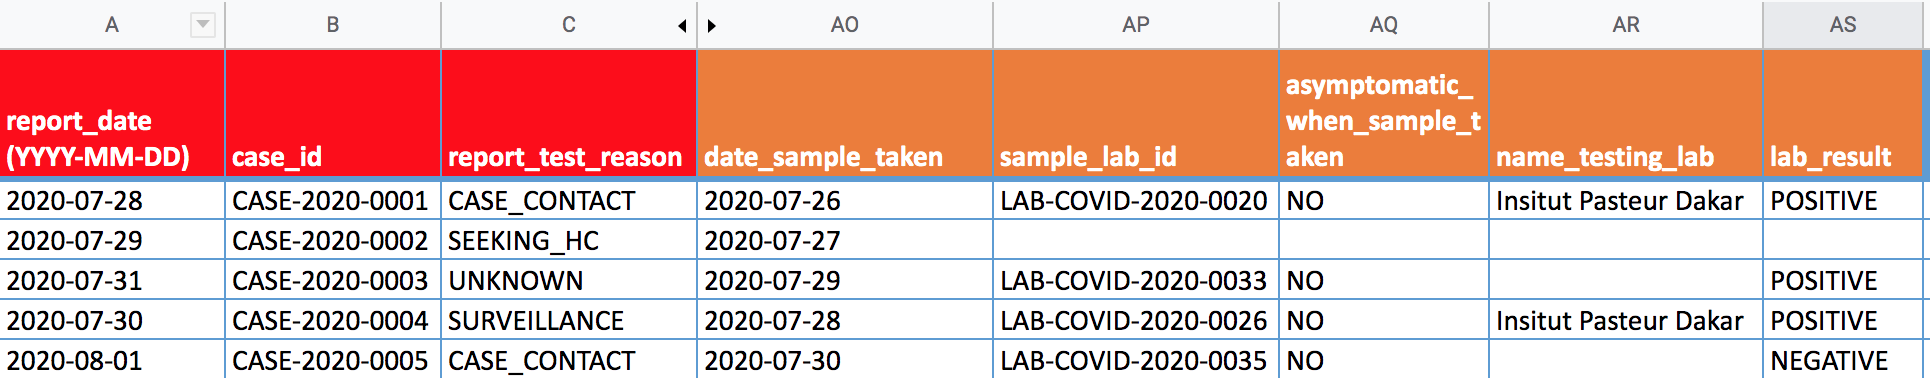 A B C AO AP AQ AR AS
report_date (YYYY-MM-DD) case_id report_test_reason date_sample_taken sample_lab_id asymptomatic_when_sample_taken name_testing_lab lab_result
2020-07-28 CASE-2020-0001 CASE_CONTACT 2020-07-26 LAB-COVID-2020-0020 NO Insitut Pasteur Dakar POSITIVE
2020-07-29 CASE-2020-0002 SEEKING_HC 2020-07-27
2020-07-31 CASE-2020-0003 UNKNOWN 2020-07-29 LAB-COVID-2020-0033 NO POSITIVE
2020-07-30 CASE-2020-0004 SURVEILLANCE 2020-07-28 LAB-COVID-2020-0026 NO Insitut Pasteur Dakar POSITIVE
2020-08-01 CASE-2020-0005 CASE_CONTACT 2020-07-30 LAB-COVID-2020-0035 NO NEGATIVE